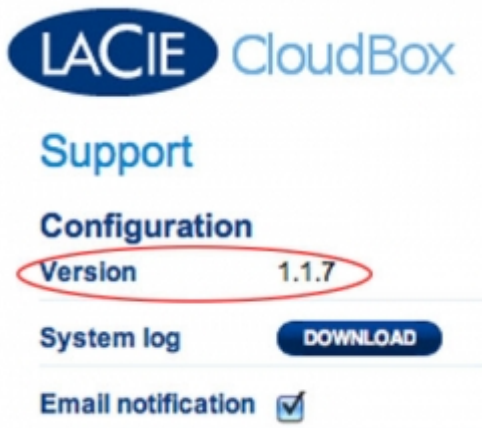 LACIE CloudBox
Support
Configuration
Version 1.1.7
System log DOWNLOAD
Email notification